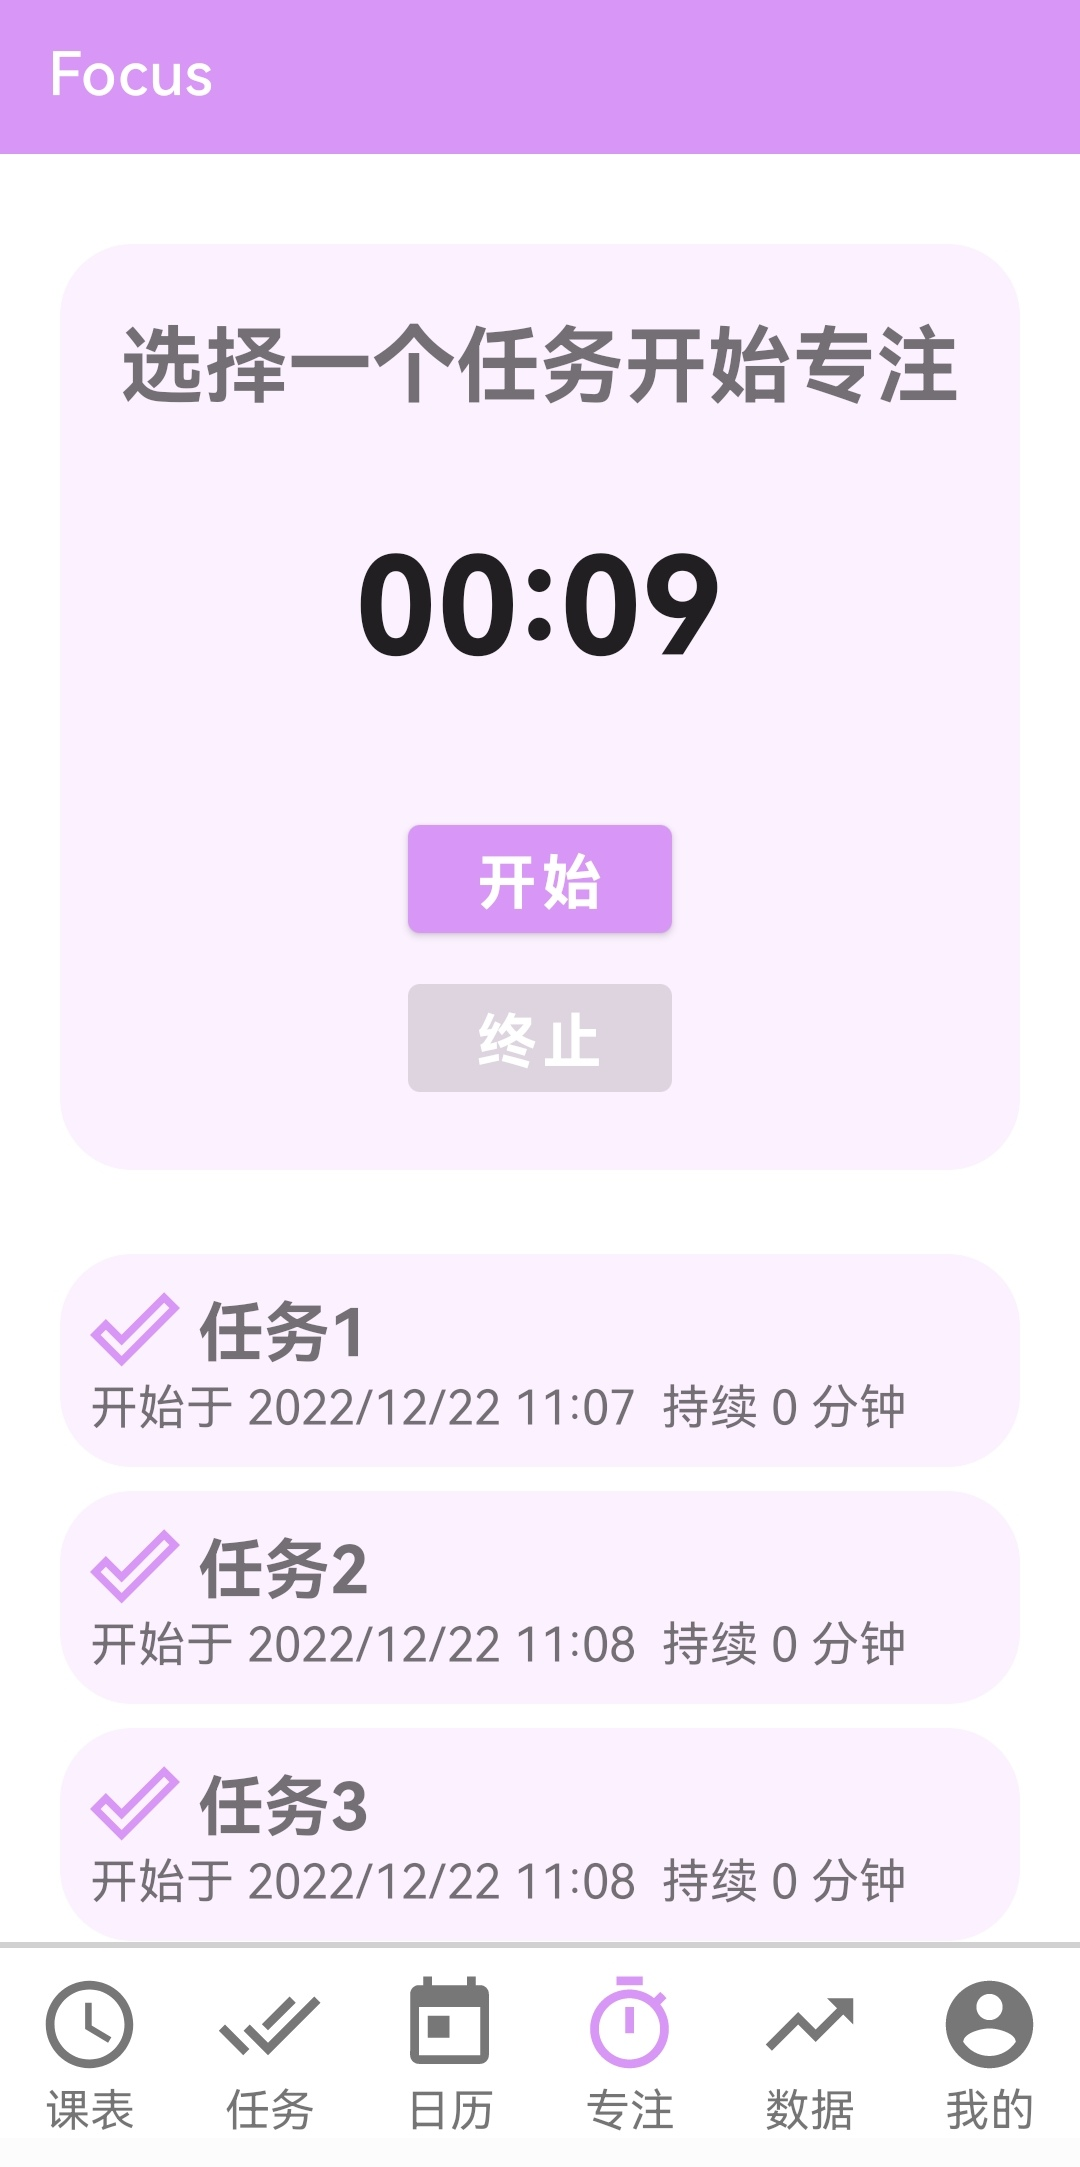 Focus
选择一个任务开始专注
00:09
开始
终止
任务1
开始于 2022/12/22 11:07 持续 0 分钟
任务2
开始于 2022/12/22 11:08 持续 0 分钟
任务3
开始于 2022/12/22 11:08 持续 0 分钟
课表 任务 日历 专注 数据 我的